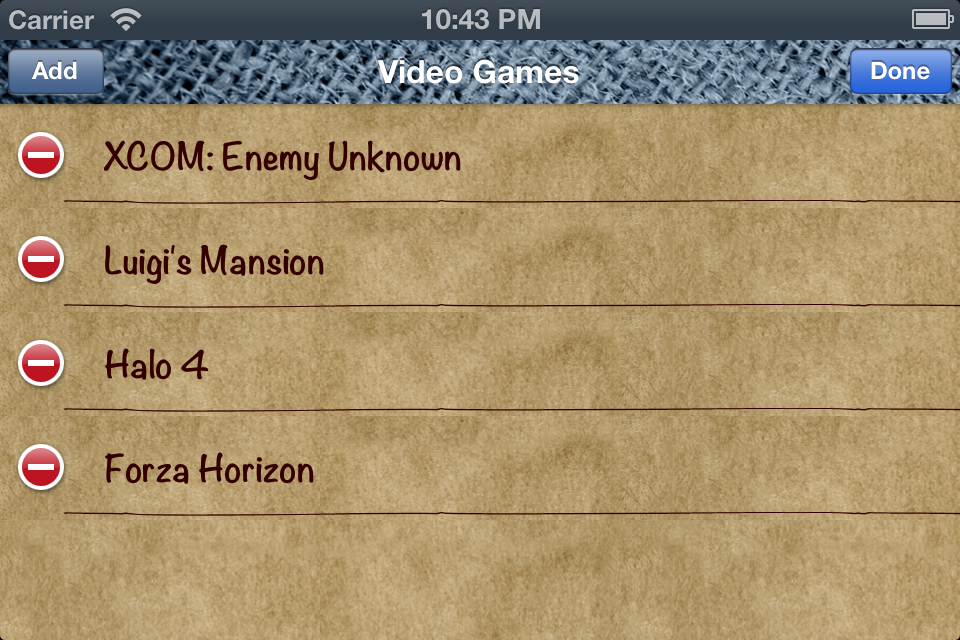 Carrier 10:43 PM
Add Video Games Done
XCOM: Enemy Unknown
Luigi's Mansion
Halo 4
Forza Horizon